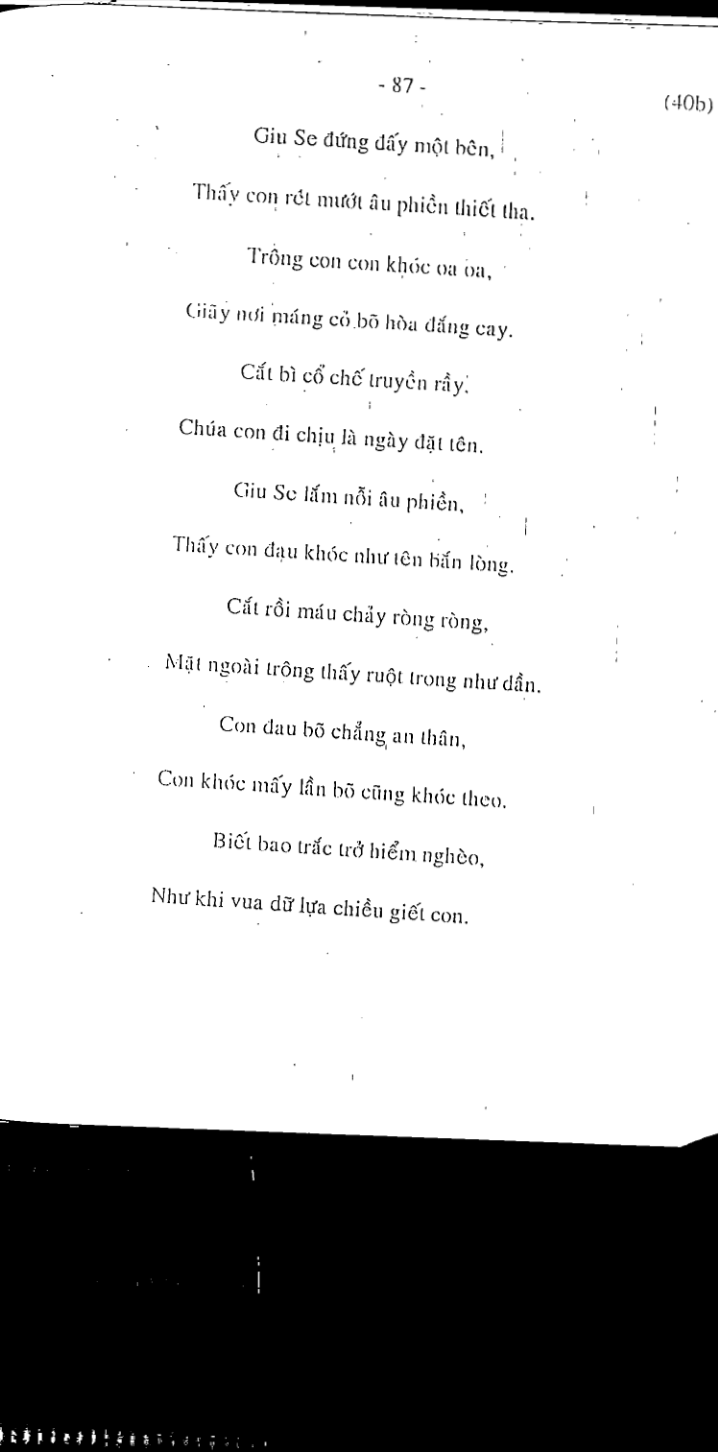 - 87 -
(40b)
Giu Se đứng đấy một bên,
Thấy con rét mướt âu phiền thiết tha.
Trông con con khóc oa oa,
Giãy nơi máng cỏ bõ hòa đắng cay.
Cắt bì cổ chế truyền rầy.
Chúa con đi chịu là ngày đặt tên.
Giu Se lắm nỗi âu phiền,
Thấy con đau khóc như tên bắn lòng.
Cắt rồi máu chảy ròng ròng,
Mặt ngoài trông thấy ruột trong như dần.
Con đau bõ chẳng an thân,
Con khóc mấy lần bõ cũng khóc theo.
Biết bao trắc trở hiểm nghèo,
Như khi vua dữ lựa chiều giết con.